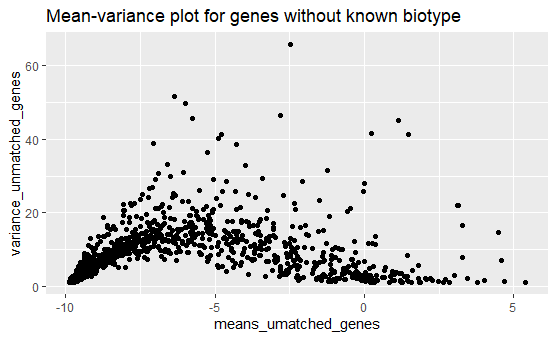 Mean-variance plot for genes without known biotype
variance_unmatched_genes
60
40
20
0
-10
-5
0
5
means_umatched_genes